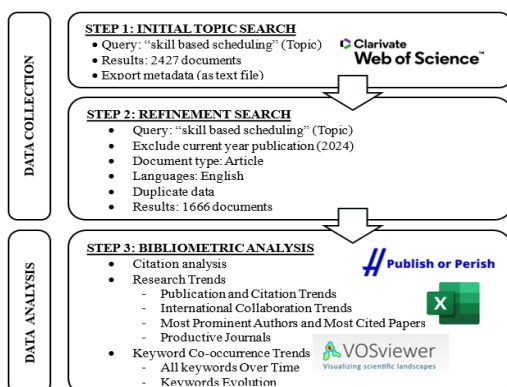 DATA COLLECTION
STEP 1: INITIAL TOPIC SEARCH
• Query: “skill based scheduling” (Topic)
• Results: 2427 documents
• Export metadata (as text file)
Clarivate
Web of Science™
STEP 2: REFINEMENT SEARCH
• Query: “skill based scheduling” (Topic)
• Exclude current year publication (2024)
• Document type: Article
• Languages: English
• Duplicate data
• Results: 1666 documents
DATA ANALYSIS
STEP 3: BIBLIOMETRIC ANALYSIS
• Citation analysis
• Research Trends
- Publication and Citation Trends
- International Collaboration Trends
- Most Prominent Authors and Most Cited Papers
- Productive Journals
• Keyword Co-occurrence Trends
- All keywords Over Time
- Keywords Evolution
Publish or Perish
X
VOSviewer
Visualizing scientific landscapes